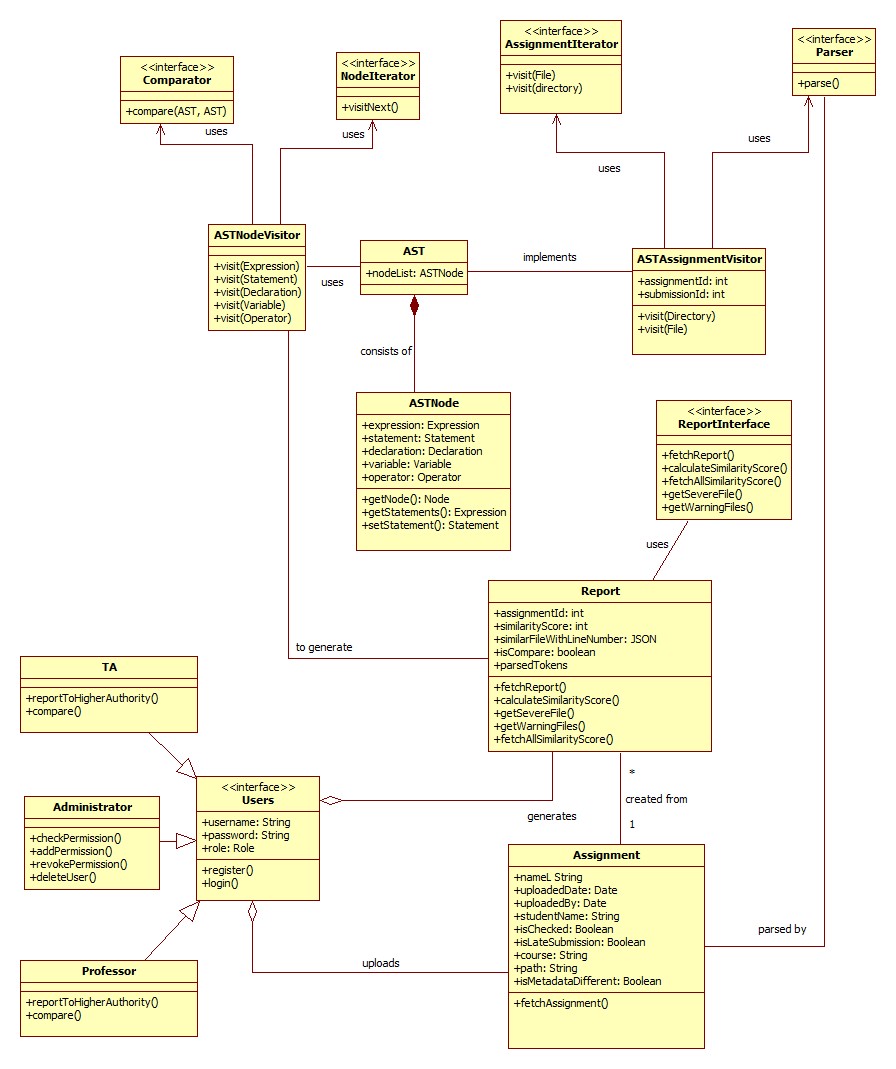 <<interface>>
AssignmentIterator
+visit(File)
+visit(directory)
<<interface>>
Parser
+parse()
<<interface>>
Comparator
+compare(AST, AST)
<<interface>>
NodeIterator
+visitNext()
uses
uses
uses
uses
ASTNodeVisitor
+visit(Expression)
+visit(Statement)
+visit(Declaration)
+visit(Variable)
+visit(Operator)
uses
AST
+nodeList: ASTNode
implements
ASTAssignmentVisitor
+assignmentId: int
+submissionId: int
+visit(Directory)
+visit(File)
consists of
ASTNode
+expression: Expression
+statement: Statement
+declaration: Declaration
+variable: Variable
+operator: Operator
+getNode(): Node
+getStatements(): Expression
+setStatement(): Statement
<<interface>>
ReportInterface
+fetchReport()
+calculateSimilarityScore()
+fetchAllSimilarityScore()
+getSevereFile()
+getWarningFiles()
uses
Report
+assignmentId: int
+similarityScore: int
+similarFileWithLineNumber: JSON
+isCompare: boolean
+parsedTokens
+fetchReport()
+calculateSimilarityScore()
+getSevereFile()
+getWarningFiles()
+fetchAllSimilarityScore()
to generate
TA
+reportToHigherAuthority()
+compare()
<<interface>>
Users
+username: String
+password: String
+role: Role
+register()
+login()
Administrator
+checkPermission()
+addPermission()
+revokePermission()
+deleteUser()
generates
*
created from
1
Assignment
+nameL String
+uploadedDate: Date
+uploadedBy: Date
+studentName: String
+isChecked: Boolean
+isLateSubmission: Boolean
+course: String
+path: String
+isMetadataDifferent: Boolean
+fetchAssignment()
parsed by
uploads
Professor
+reportToHigherAuthority()
+compare()